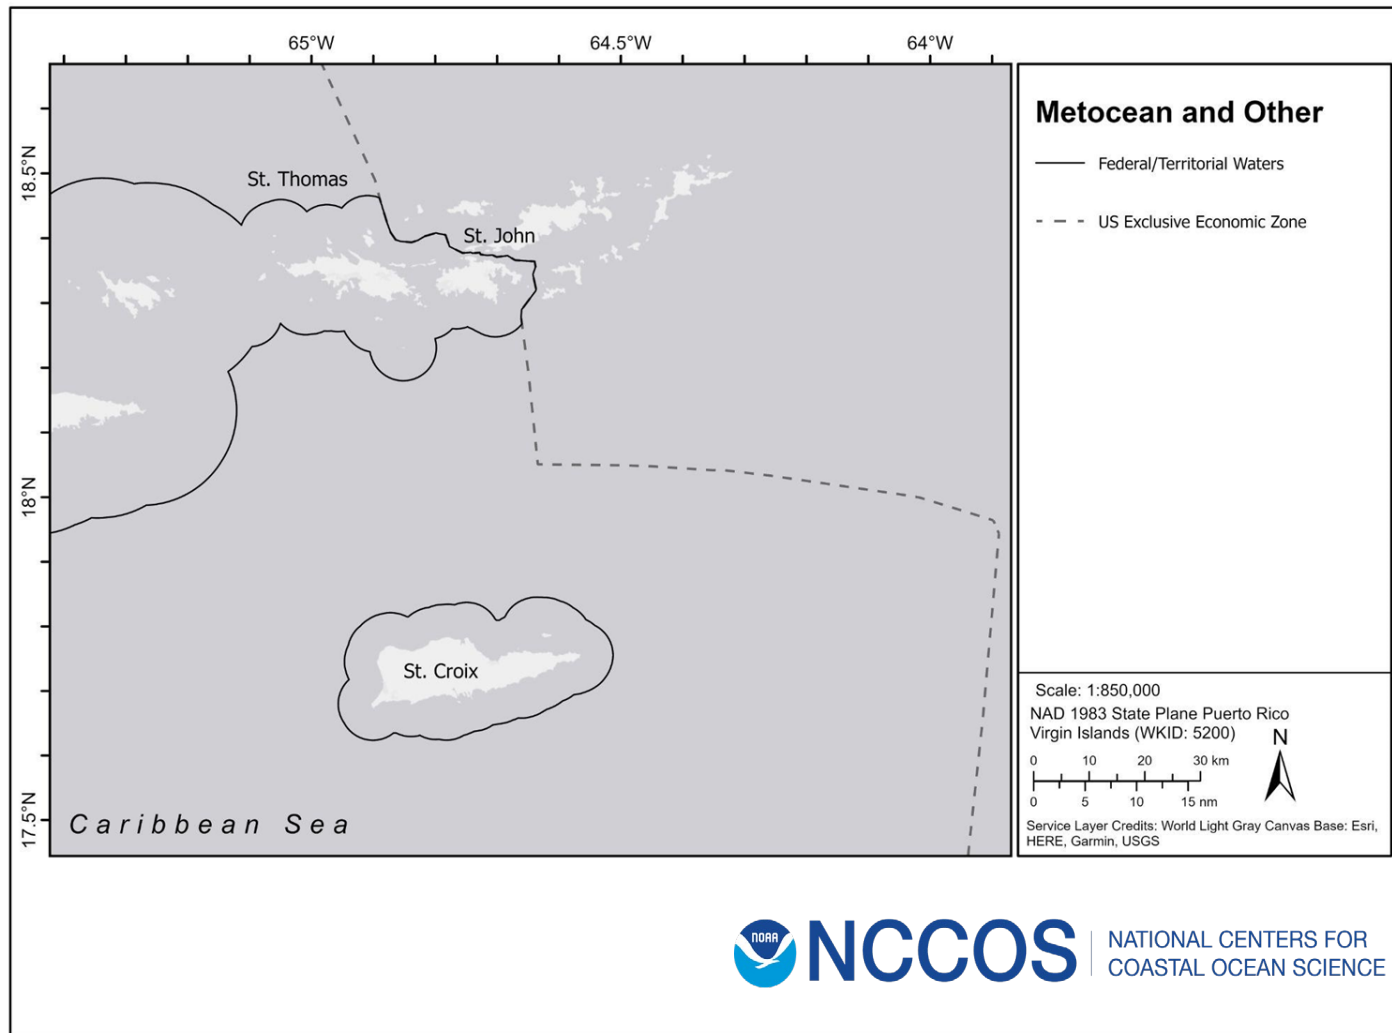 65°W
64.5°W
64°W
18.5°N
18°N
17.5°N
St. Thomas
St. John
St. Croix
Caribbean Sea
Metocean and Other
Federal/Territorial Waters
US Exclusive Economic Zone
Scale: 1:850,000
NAD 1983 State Plane Puerto Rico
Virgin Islands (WKID: 5200)
N
0 10 20 30 km
0 5 10 15 nm
Service Layer Credits: World Light Gray Canvas Base: Esri,
HERE, Garmin, USGS
NOAA
NCCOS
NATIONAL CENTERS FOR
COASTAL OCEAN SCIENCE